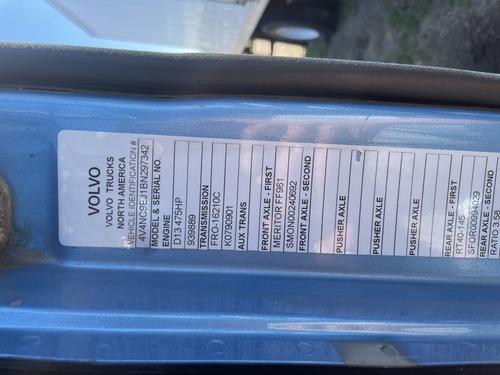 VOLVO
VOLVO TRUCKS
NORTH AMERICA
VEHICLE IDENTIFICATION #
4V4NC9EJ1BN297342
MODEL & SERIAL NO.
ENGINE
D13 475HP
939889
TRANSMISSION
FRO-16210C
K0790901
AUX TRANS
FRONT AXLE - FIRST
MERITOR FF961
SMON00240692
FRONT AXLE - SECOND
PUSHER AXLE
PUSHER AXLE
PUSHER AXLE
REAR AXLE - FIRST
RT40-145
SFOR00294029
REAR AXLE - SECOND
RATIO 3.58